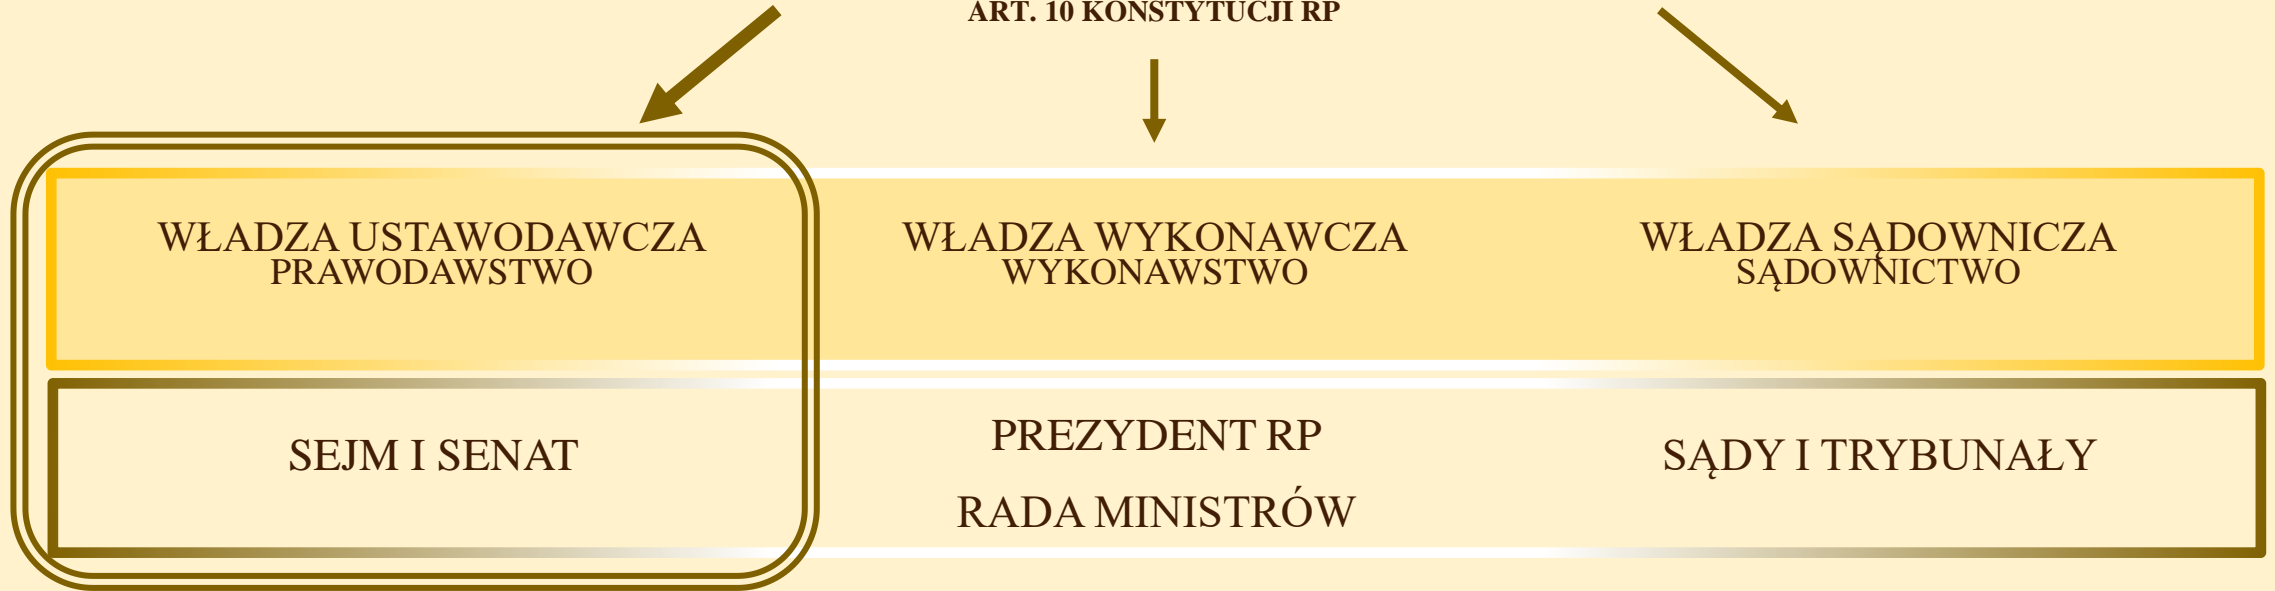 ART. 10 KONSTYTUCJI RP
WŁADZA USTAWODAWCZA
PRAWODAWSTWO
WŁADZA WYKONAWCZA
WYKONAWSTWO
WŁADZA SĄDOWNICZA
SĄDOWNICTWO
SEJM I SENAT
PREZYDENT RP
RADA MINISTRÓW
SĄDY I TRYBUNAŁY